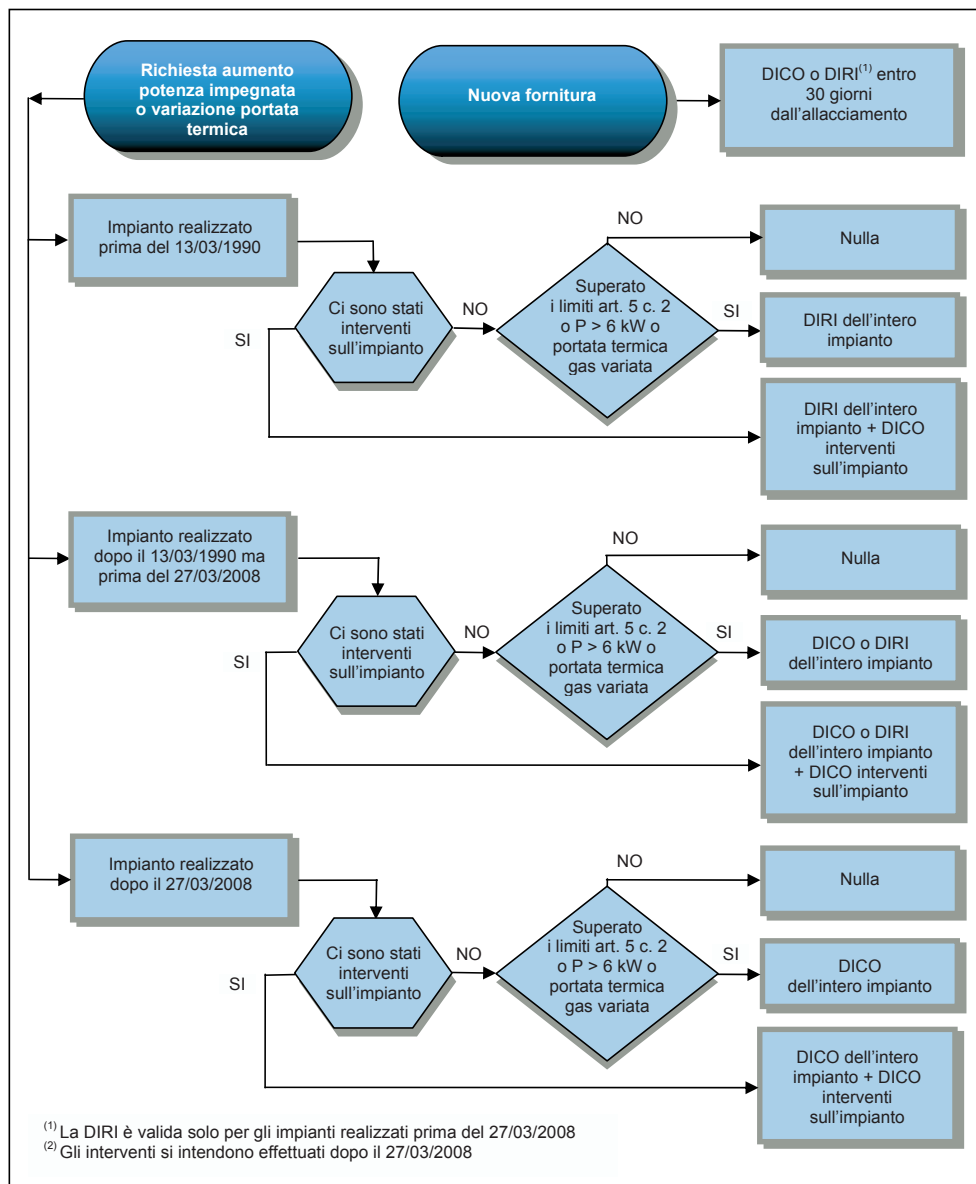 Richiesta aumento
potenza impegnata
o variazione portata
termica
Nuova fornitura
DICO o DIRI(1) entro
30 giorni
dall'allacciamento
Impianto realizzato
prima del 13/03/1990
Ci sono stati
interventi
sull'impianto
SI
NO
Superato
i limiti art. 5 c. 2
o P > 6 kW o
portata termica
gas variata
NO
SI
Nulla
DIRI dell'intero
impianto
DIRI dell'intero
impianto + DICO
interventi
sull'impianto
Impianto realizzato
dopo il 13/03/1990 ma
prima del 27/03/2008
Ci sono stati
interventi
sull'impianto
SI
NO
Superato
i limiti art. 5 c. 2
o P > 6 kW o
portata termica
gas variata
NO
SI
Nulla
DICO o DIRI
dell'intero impianto
DICO o DIRI
dell'intero impianto
+ DICO interventi
sull'impianto
Impianto realizzato
dopo il 27/03/2008
Ci sono stati
interventi
sull'impianto
SI
NO
Superato
i limiti art. 5 c. 2
o P > 6 kW o
portata termica
gas variata
NO
SI
Nulla
DICO
dell'intero impianto
DICO dell'intero
impianto + DICO
interventi
sull'impianto
(1) La DIRI è valida solo per gli impianti realizzati prima del 27/03/2008
(2) Gli interventi si intendono effettuati dopo il 27/03/2008